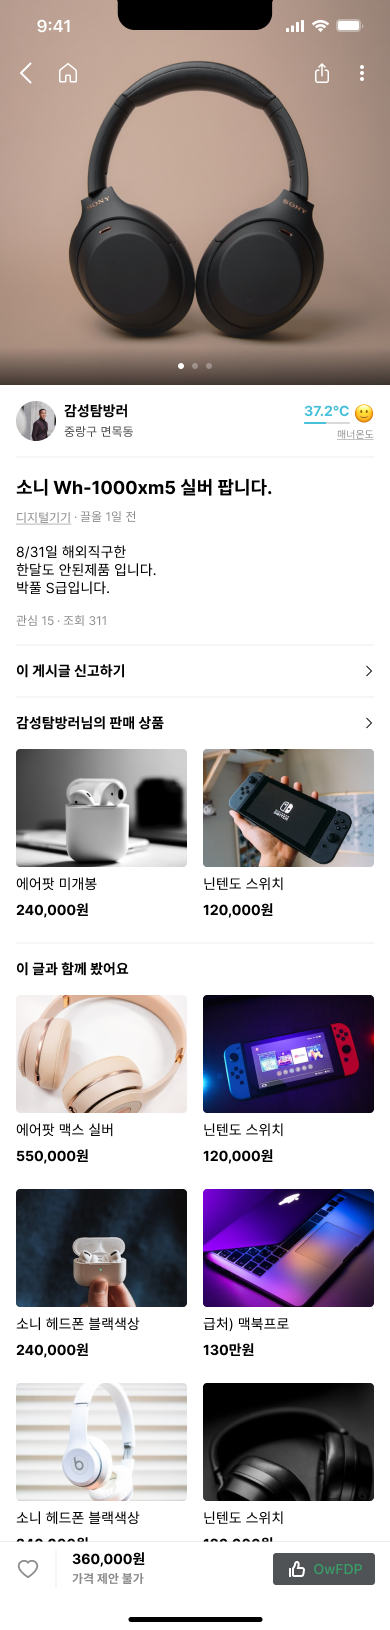 9:41
SONY
SONY
감성탐방러
중랑구 면목동
37.2°C
매너온도
소니 Wh-1000xm5 실버 팝니다.
디지털기기 · 끌올 1일 전
8/31일 해외직구한
한달도 안된제품 입니다.
박풀 S급입니다.
관심 15 · 조회 311
이 게시글 신고하기
감성탐방러님의 판매 상품
에어팟 미개봉
240,000원
닌텐도 스위치
120,000원
이 글과 함께 봤어요
에어팟 맥스 실버
550,000원
닌텐도 스위치
120,000원
소니 헤드폰 블랙색상
240,000원
급처) 맥북프로
130만원
소니 헤드폰 블랙색상
닌텐도 스위치
360,000원
가격 제안 불가
OwFDP